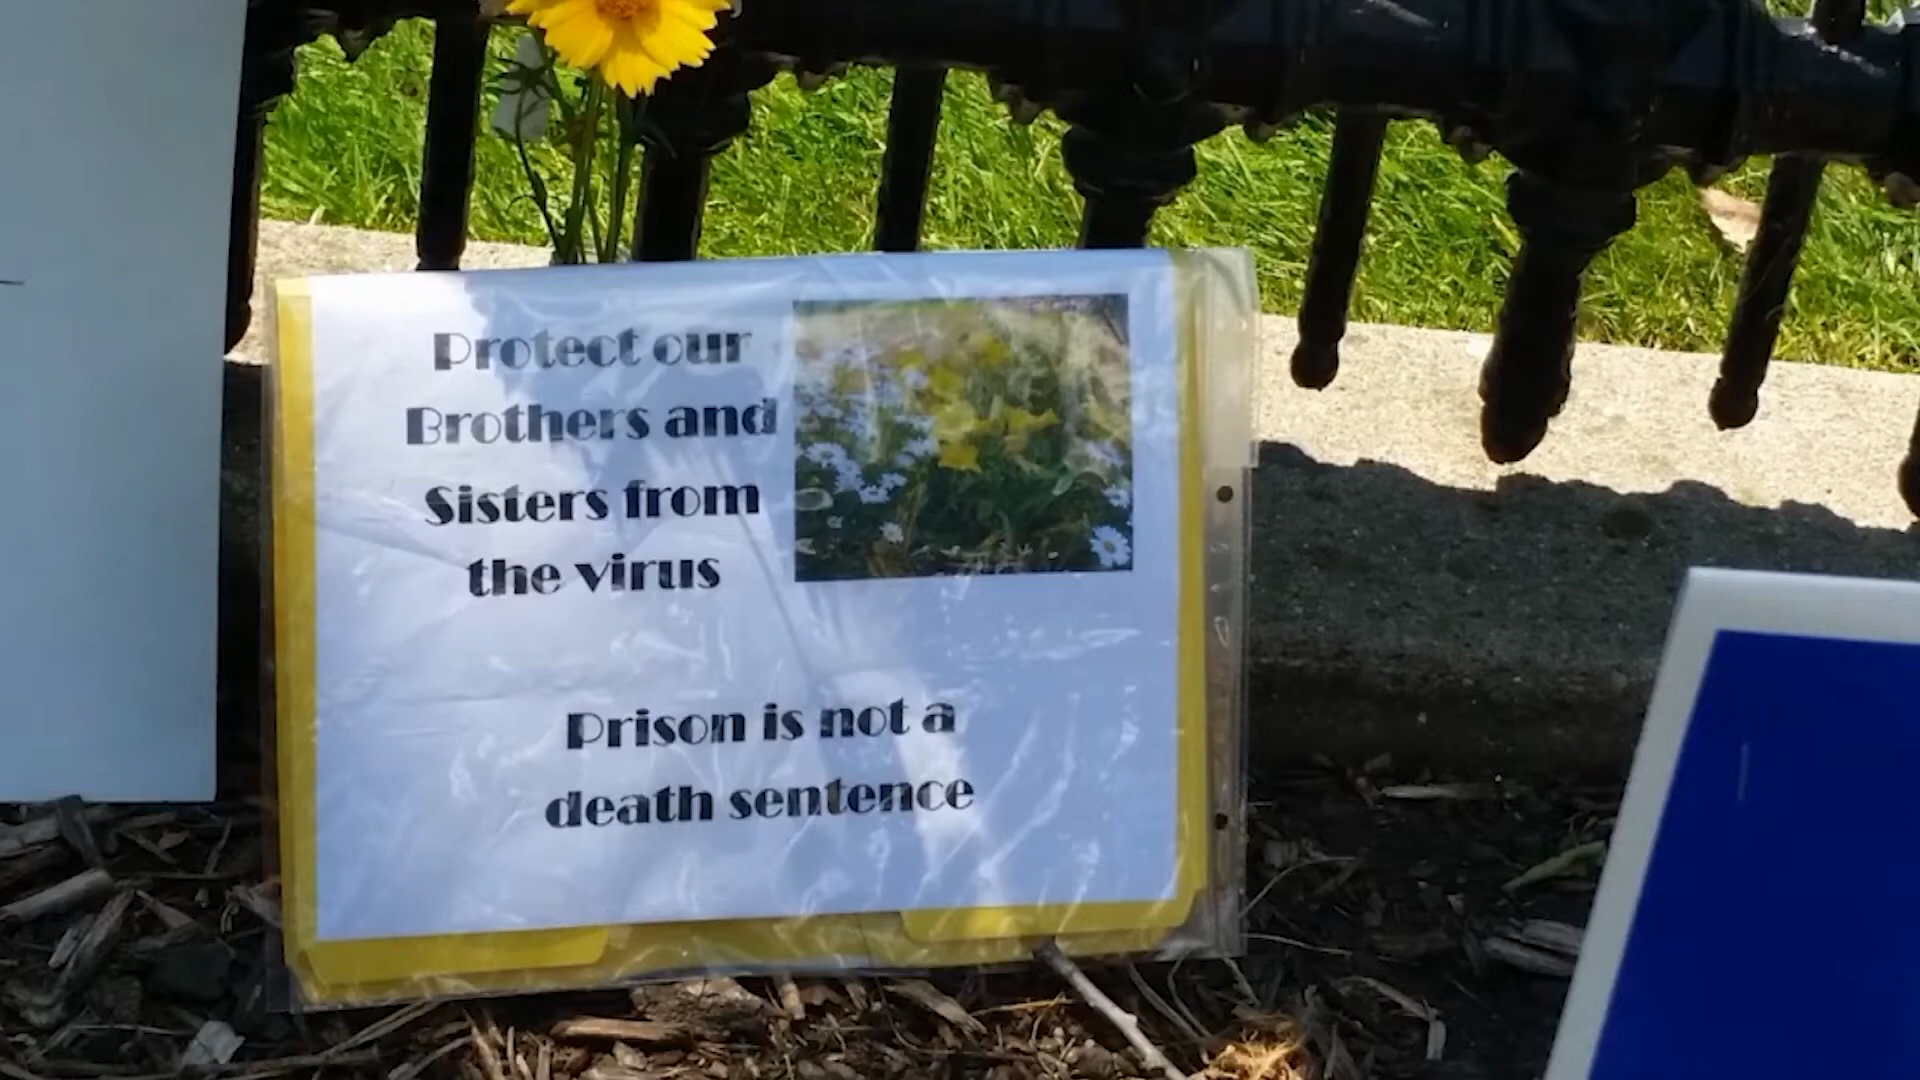 Protect our
Brothers and
Sisters from
the virus
Prison is not a
death sentence